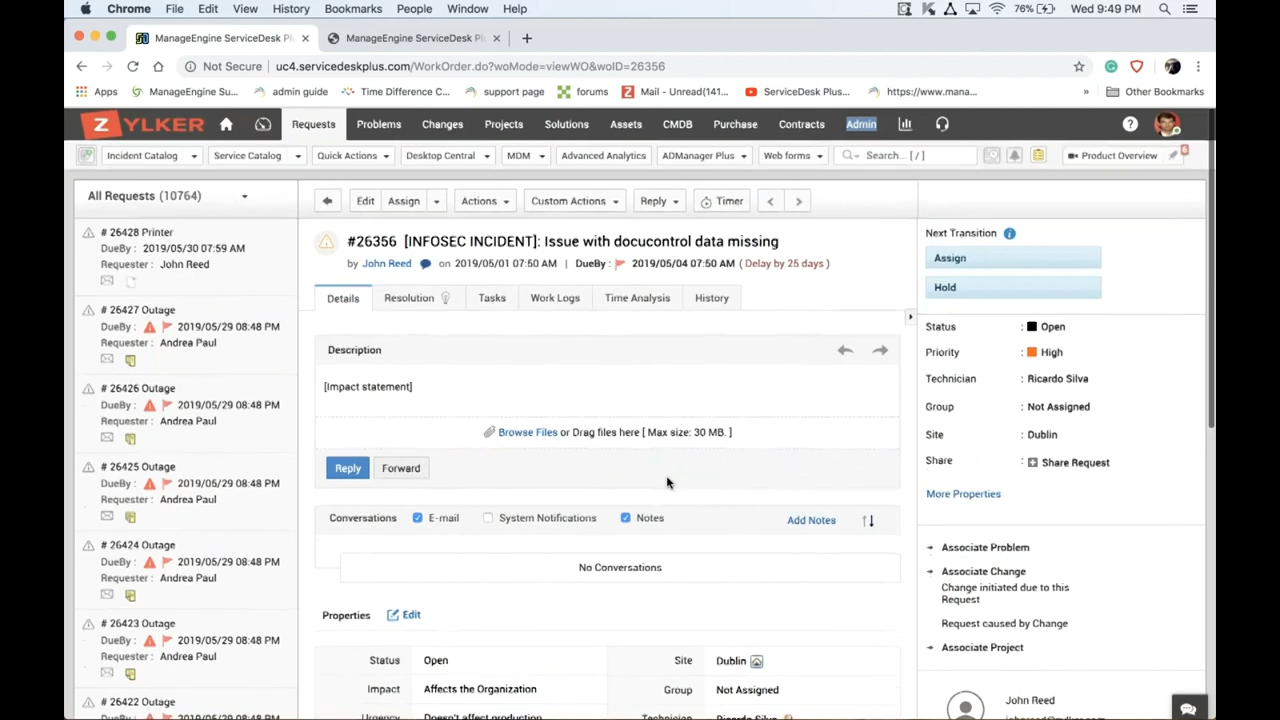 Chrome File Edit View History Bookmarks People Window Help 76% Wed 9:49 PM
ManageEngine ServiceDesk Plu × ManageEngine ServiceDesk Plu × +
Not Secure | uc4.servicedeskplus.com/WorkOrder.do?woMode=viewWO&woID=26356
Apps ManageEngine Su... admin guide Time Difference C... support page forums Mail - Unread(141... ServiceDesk Plus... https://www.mana... » Other Bookmarks
ZYLKER Requests Problems Changes Projects Solutions Assets CMDB Purchase Contracts Admin
Incident Catalog Service Catalog Quick Actions Desktop Central MDM Advanced Analytics ADManager Plus Web forms Search... [ / ] Product Overview 6
All Requests (10764)
# 26428 Printer
DueBy : 2019/05/30 07:59 AM
Requester : John Reed
# 26427 Outage
DueBy : 2019/05/29 08:48 PM
Requester : Andrea Paul
# 26426 Outage
DueBy : 2019/05/29 08:48 PM
Requester : Andrea Paul
# 26425 Outage
DueBy : 2019/05/29 08:48 PM
Requester : Andrea Paul
# 26424 Outage
DueBy : 2019/05/29 08:48 PM
Requester : Andrea Paul
# 26423 Outage
DueBy : 2019/05/29 08:48 PM
Requester : Andrea Paul
# 26422 Outage
Edit Assign Actions Custom Actions Reply Timer
#26356 [INFOSEC INCIDENT]: Issue with docucontrol data missing
by John Reed on 2019/05/01 07:50 AM | DueBy : 2019/05/04 07:50 AM ( Delay by 25 days )
Details Resolution Tasks Work Logs Time Analysis History
Description
[Impact statement]
Browse Files or Drag files here [ Max size: 30 MB. ]
Reply Forward
Conversations E-mail System Notifications Notes Add Notes
No Conversations
Properties Edit
Status Open Site Dublin
Impact Affects the Organization Group Not Assigned
Urgency Doesn't affect production Technician Ricardo Silva
Next Transition
Assign
Hold
Status : Open
Priority : High
Technician : Ricardo Silva
Group : Not Assigned
Site : Dublin
Share : Share Request
More Properties
Associate Problem
Associate Change
Change initiated due to this
Request
Request caused by Change
Associate Project
John Reed